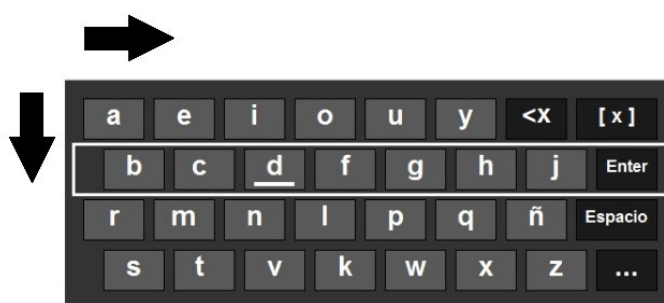 a e i o u y <X [ x ]
b c d f g h j Enter
r m n l p q ñ Espacio
s t v k w x z ...